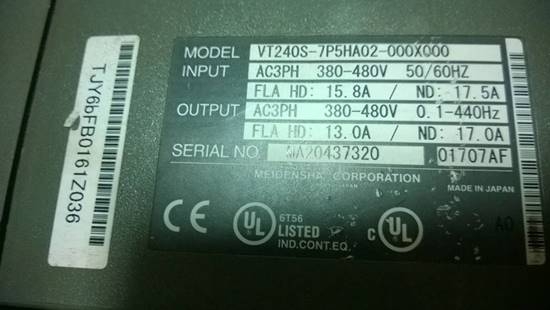 MODEL VT240S-7P5HA02-000X000
INPUT AC3PH 380-480V 50/60HZ
FLA HD: 15.8A / ND: 17.5A
OUTPUT AC3PH 380-480V 0.1-440Hz
FLA HD: 13.0A / ND: 17.0A
SERIAL NO. MA20437320 01707AF
MEIDENSHA CORPORATION
MADE IN JAPAN
CE UL 6T56 LISTED IND.CONT.EQ. c UL
A0
TJY6bFB0161Z036